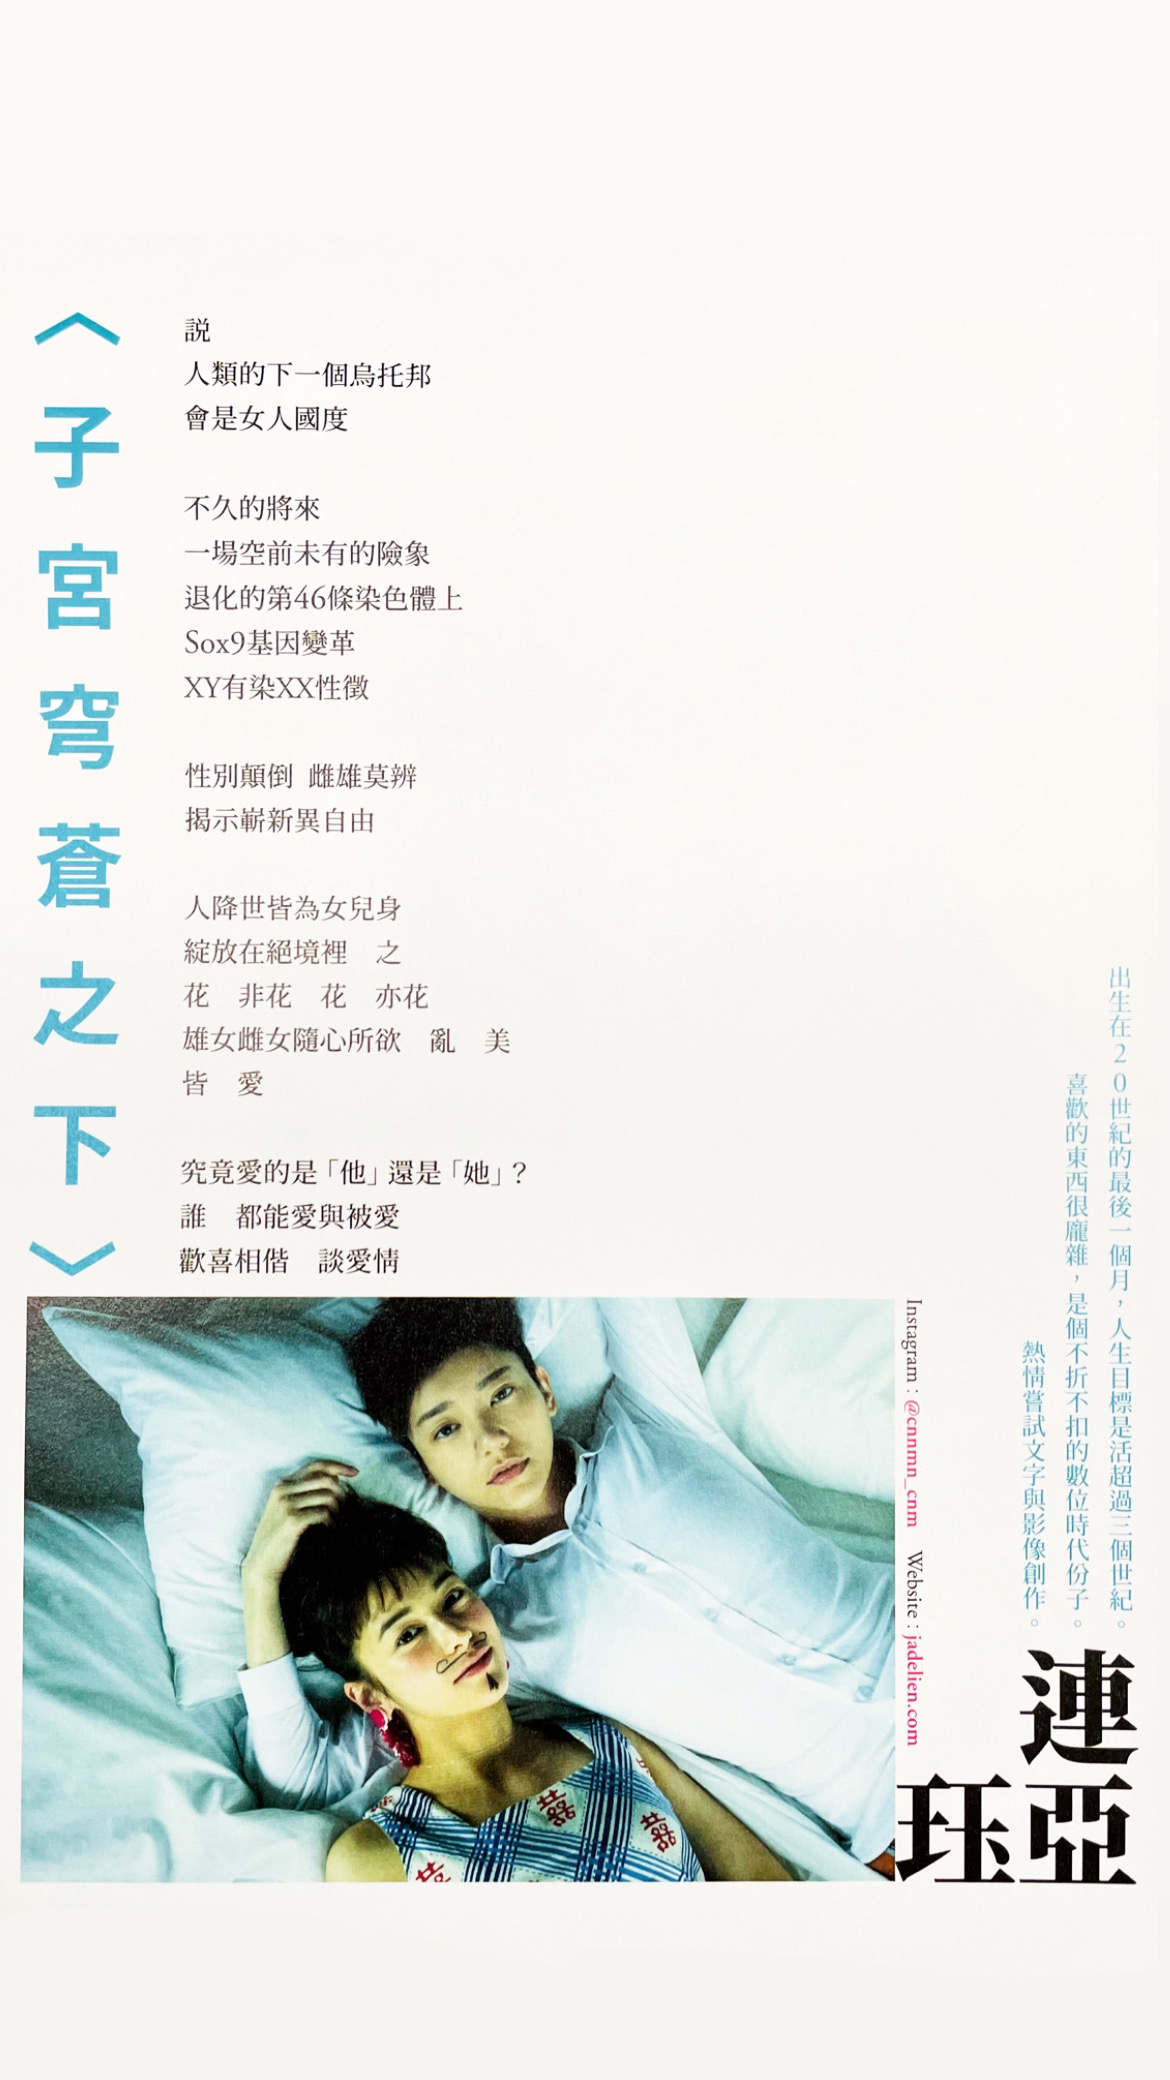 〈子宮穹蒼之下〉
説
人類的下一個烏托邦
會是女人國度
不久的將來
一場空前未有的險象
退化的第46條染色體上
Sox9基因變革
XY有染XX性徵
性別顛倒 雌雄莫辨
揭示嶄新異自由
人降世皆為女兒身
綻放在絕境裡　之
花　非花　花　亦花
雄女雌女隨心所欲　亂　美
皆　愛
究竟愛的是「他」還是「她」？
誰　都能愛與被愛
歡喜相偕　談愛情
出生在20世紀的最後一個月，人生目標是活超過三個世紀。
喜歡的東西很龐雜，是個不折不扣的數位時代份子。
熱情嘗試文字與影像創作。
連亞珏
Instagram : @cnnmn_cnm　Website : jadelien.com
囍
囍
囍